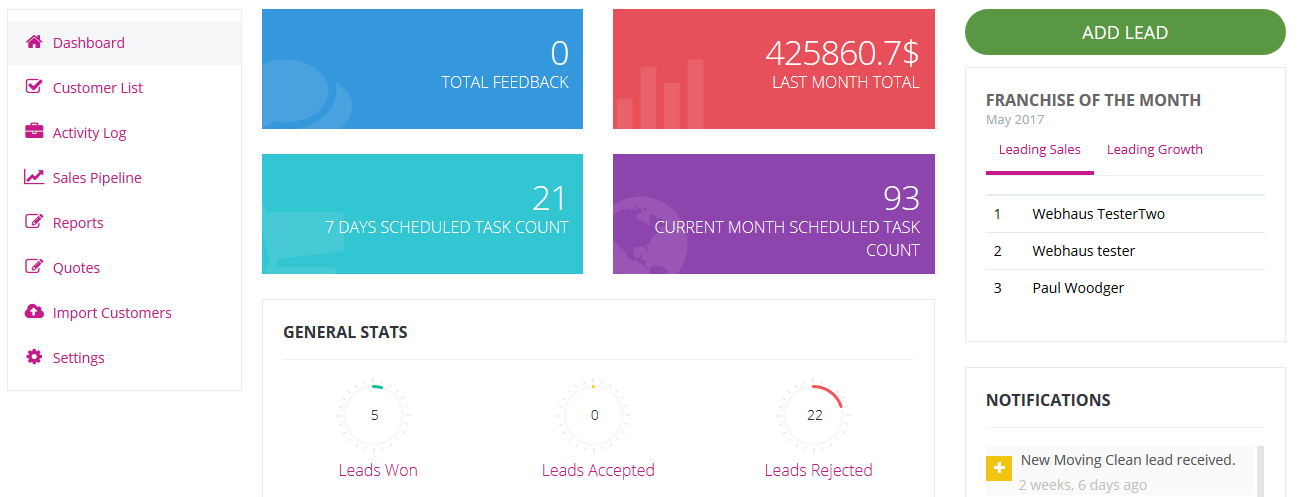 Dashboard
Customer List
Activity Log
Sales Pipeline
Reports
Quotes
Import Customers
Settings
0
TOTAL FEEDBACK
425860.7$
LAST MONTH TOTAL
21
7 DAYS SCHEDULED TASK COUNT
93
CURRENT MONTH SCHEDULED TASK
COUNT
GENERAL STATS
5
Leads Won
0
Leads Accepted
22
Leads Rejected
ADD LEAD
FRANCHISE OF THE MONTH
May 2017
Leading Sales Leading Growth
1 Webhaus TesterTwo
2 Webhaus tester
3 Paul Woodger
NOTIFICATIONS
New Moving Clean lead received.
2 weeks, 6 days ago